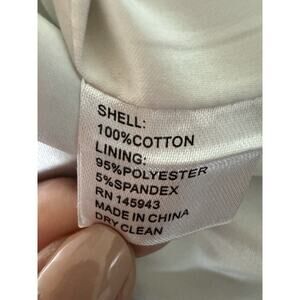 SHELL:
100%COTTON
LINING:
95%POLYESTER
5%SPANDEX
RN 145943
MADE IN CHINA
DRY CLEAN